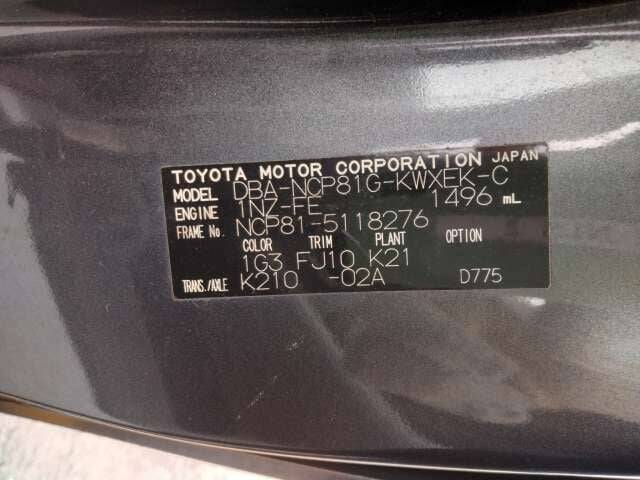 TOYOTA MOTOR CORPORATION JAPAN
MODEL DBA-NCP81G-KWXEK-C
ENGINE 1NZ-FE 1496 mL
FRAME No. NCP81-5118276
COLOR TRIM PLANT OPTION
1G3 FJ10 K21
TRANS./AXLE K210 -02A D775